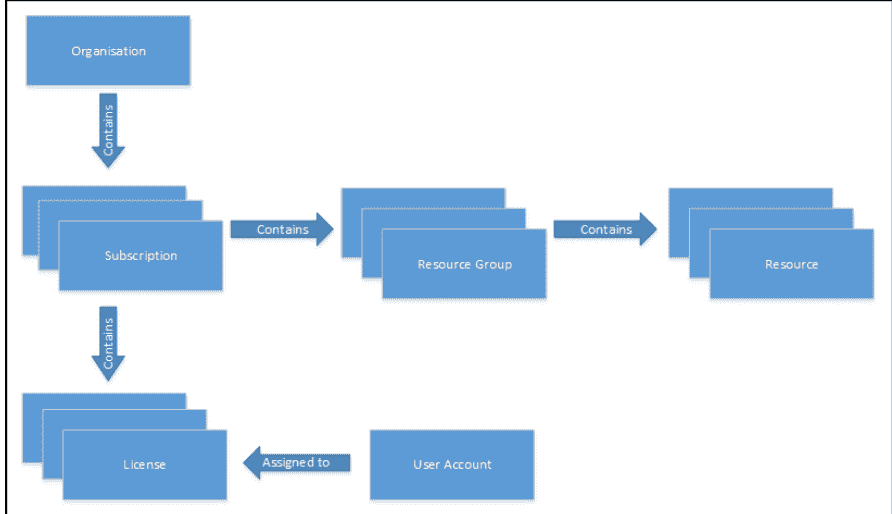 Organisation
Contains
Subscription
Contains
Resource Group
Contains
Resource
Contains
License
Assigned to
User Account